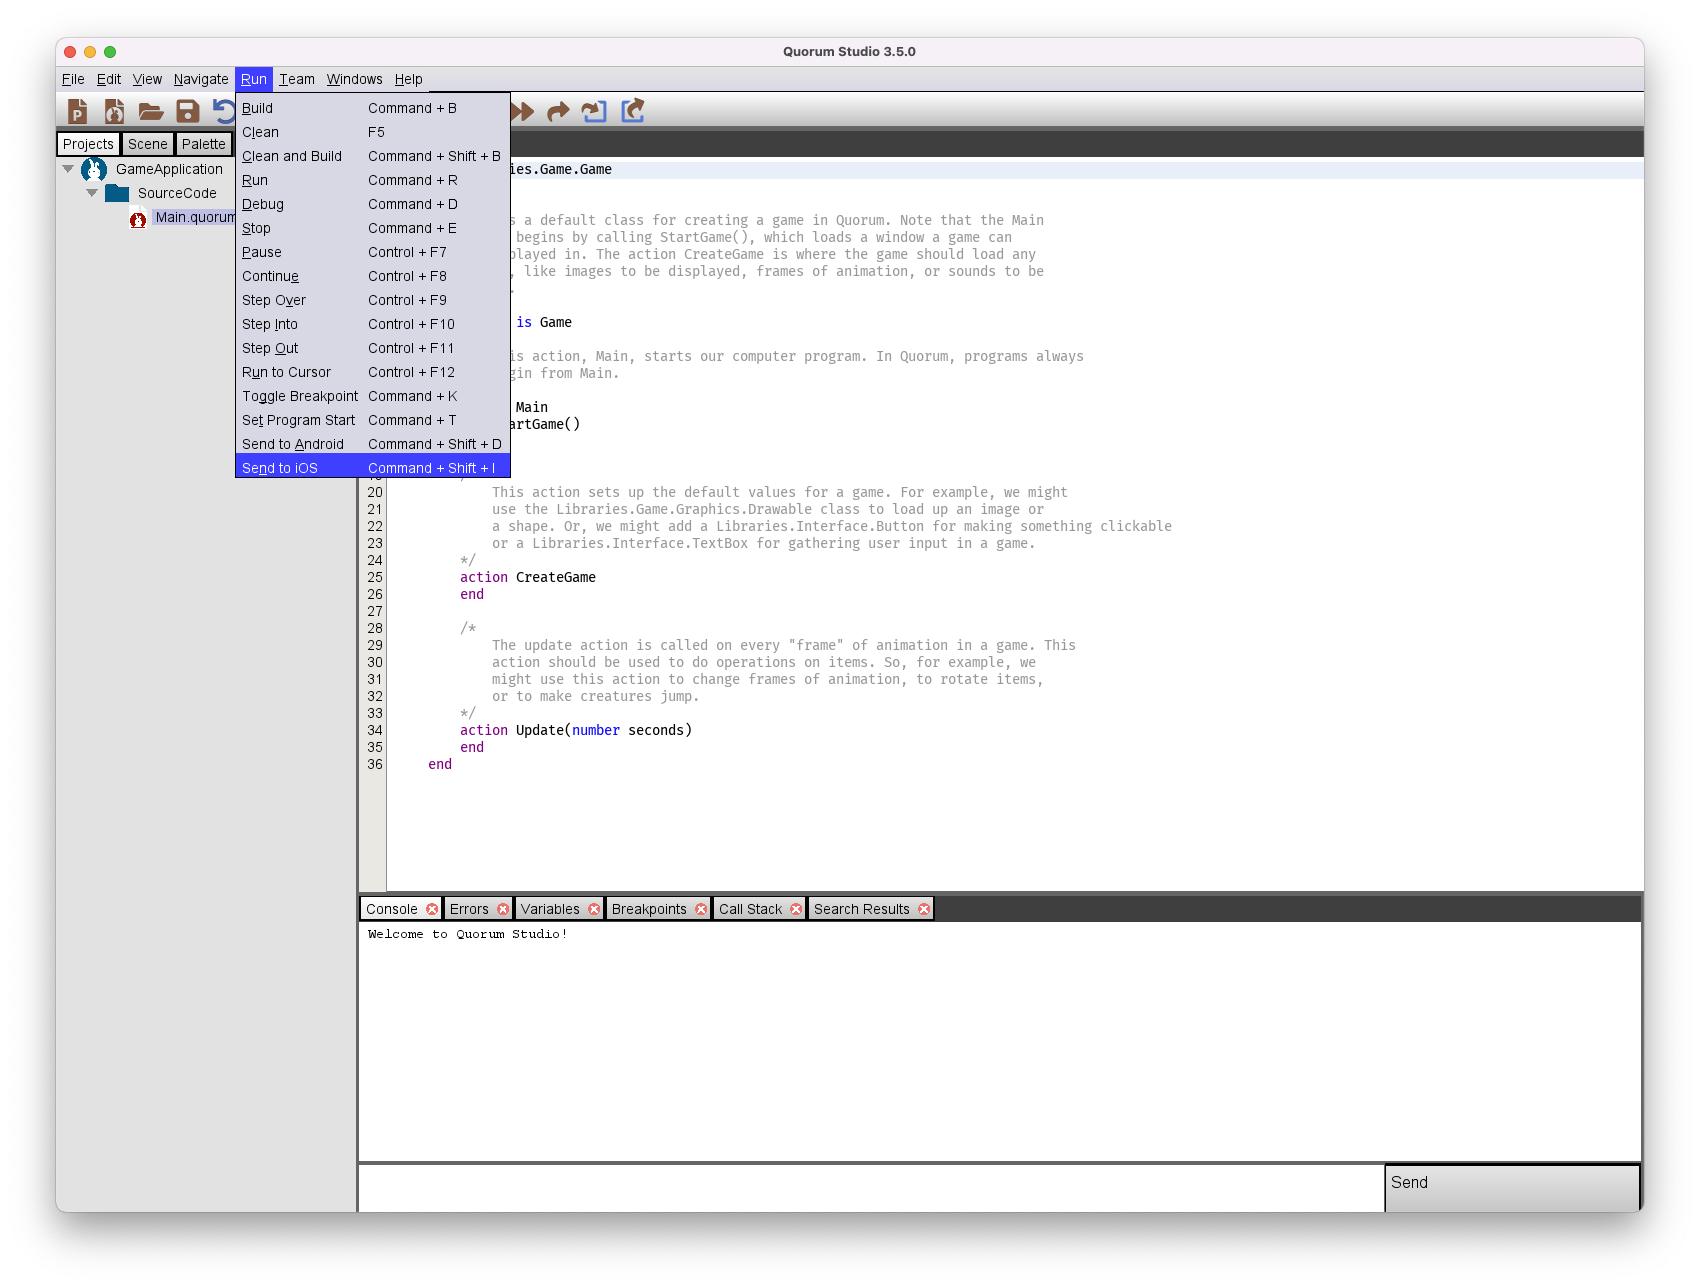 Quorum Studio 3.5.0
File Edit View Navigate Run Team Windows Help
Projects Scene Palette
GameApplication
SourceCode
Main.quorum
Build Command + B
Clean F5
Clean and Build Command + Shift + B
Run Command + R
Debug Command + D
Stop Command + E
Pause Control + F7
Continue Control + F8
Step Over Control + F9
Step Into Control + F10
Step Out Control + F11
Run to Cursor Control + F12
Toggle Breakpoint Command + K
Set Program Start Command + T
Send to Android Command + Shift + D
Send to iOS Command + Shift + I
ies.Game.Game
s a default class for creating a game in Quorum. Note that the Main
begins by calling StartGame(), which loads a window a game can
played in. The action CreateGame is where the game should load any
, like images to be displayed, frames of animation, or sounds to be
.
is Game
is action, Main, starts our computer program. In Quorum, programs always
gin from Main.
Main
artGame()
20 This action sets up the default values for a game. For example, we might
21 use the Libraries.Game.Graphics.Drawable class to load up an image or
22 a shape. Or, we might add a Libraries.Interface.Button for making something clickable
23 or a Libraries.Interface.TextBox for gathering user input in a game.
24 */
25 action CreateGame
26 end
27
28 /*
29 The update action is called on every "frame" of animation in a game. This
30 action should be used to do operations on items. So, for example, we
31 might use this action to change frames of animation, to rotate items,
32 or to make creatures jump.
33 */
34 action Update(number seconds)
35 end
36 end
Console Errors Variables Breakpoints Call Stack Search Results
Welcome to Quorum Studio!
Send